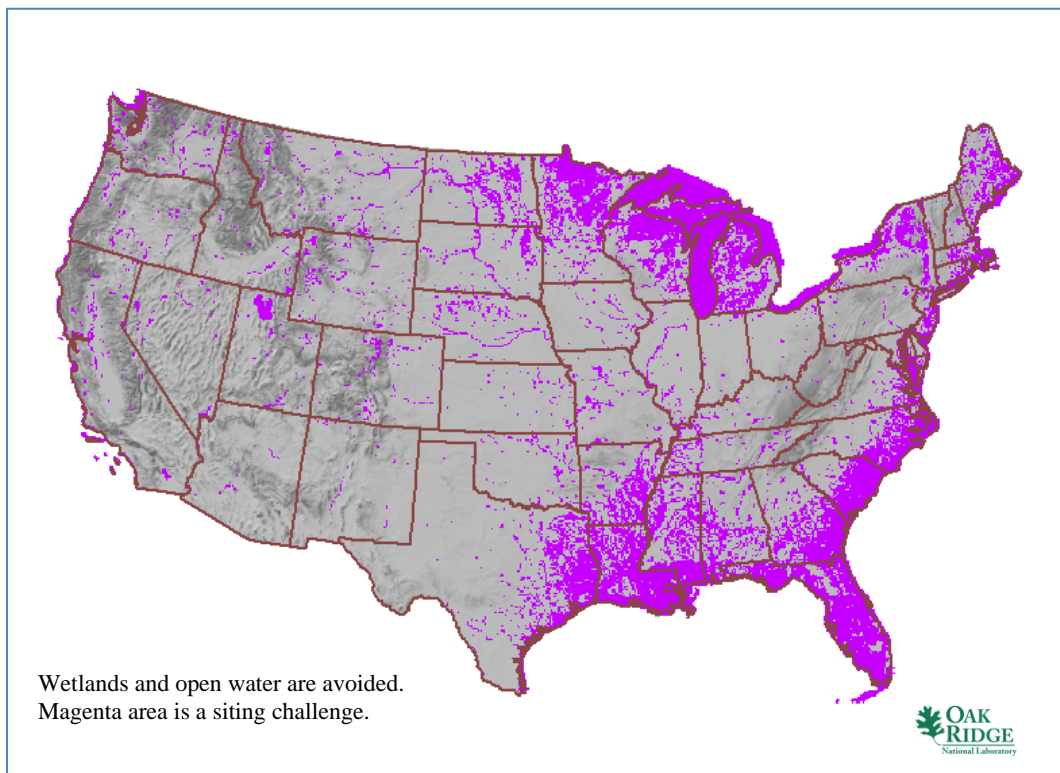 Wetlands and open water are avoided.
Magenta area is a siting challenge.
OAK
RIDGE
National Laboratory